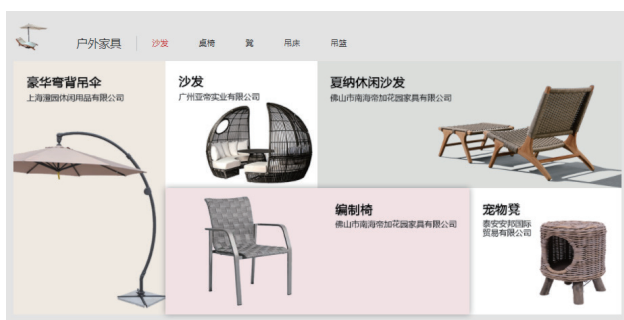 户外家具
沙发
桌椅
凳
吊床
吊篮
豪华弯背吊伞
上海溜园休闲用品有限公司
沙发
广州亚帝实业有限公司
夏纳休闲沙发
佛山市南海帝加花园家具有限公司
编制椅
佛山市南海帝加花园家具有限公司
宠物凳
泰安安邦国际
贸易有限公司